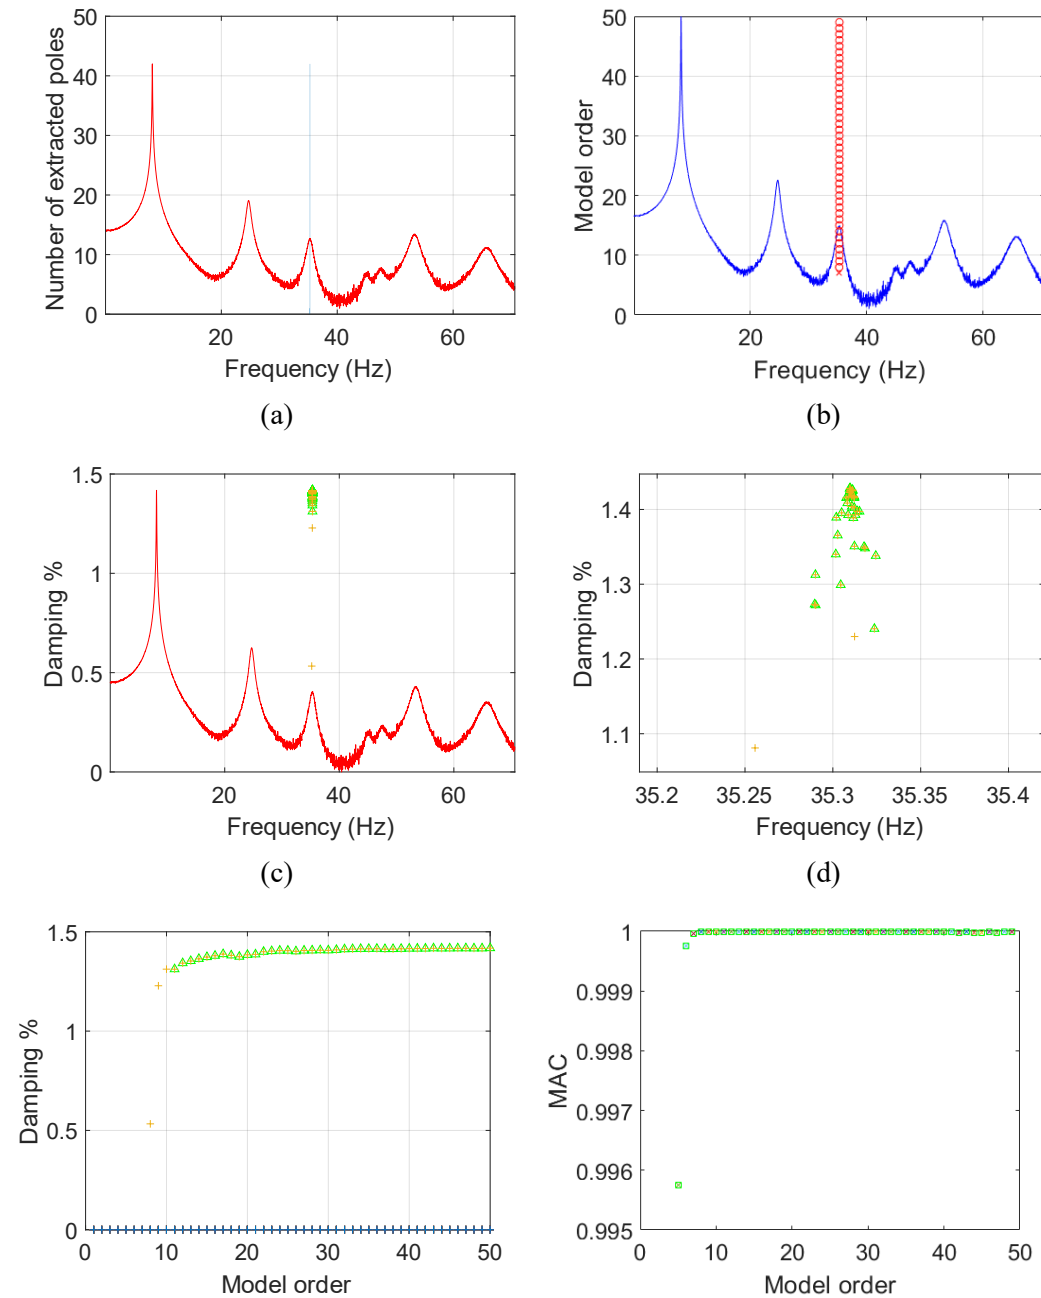 50
40
30
20
10
0
Number of extracted poles
20 40 60
Frequency (Hz)
(a)
50
40
30
20
10
0
Model order
20 40 60
Frequency (Hz)
(b)
1.5
1
0.5
0
Damping %
20 40 60
Frequency (Hz)
(c)
1.4
1.3
1.2
1.1
Damping %
35.2 35.25 35.3 35.35 35.4
Frequency (Hz)
(d)
1.5
1
0.5
0
Damping %
0 10 20 30 40 50
Model order
1
0.999
0.998
0.997
0.996
0.995
MAC
0 10 20 30 40 50
Model order